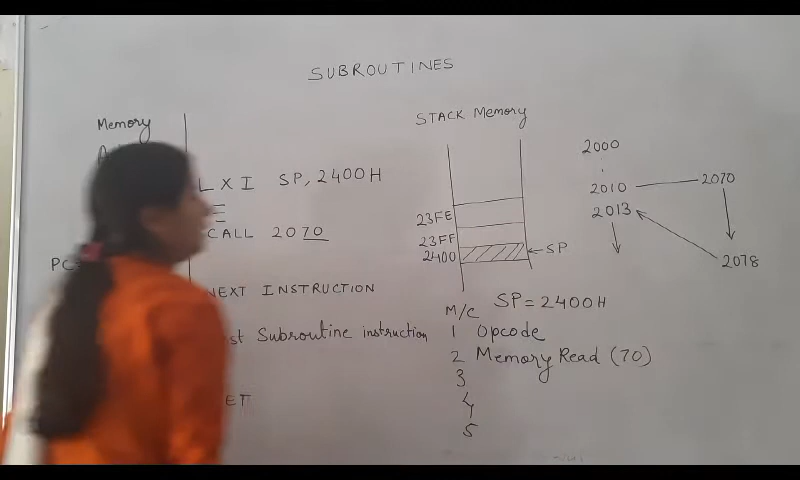 SUBROUTINES
Memory
LXI SP, 2400H
CALL 2070
PC
NEXT INSTRUCTION
st Subroutine instruction
ET
STACK Memory
23FE
23FF
2400
SP
SP = 2400H
M/C
1 Opcode
2 Memory Read (70)
3
4
5
2000
2010
2070
2013
2078